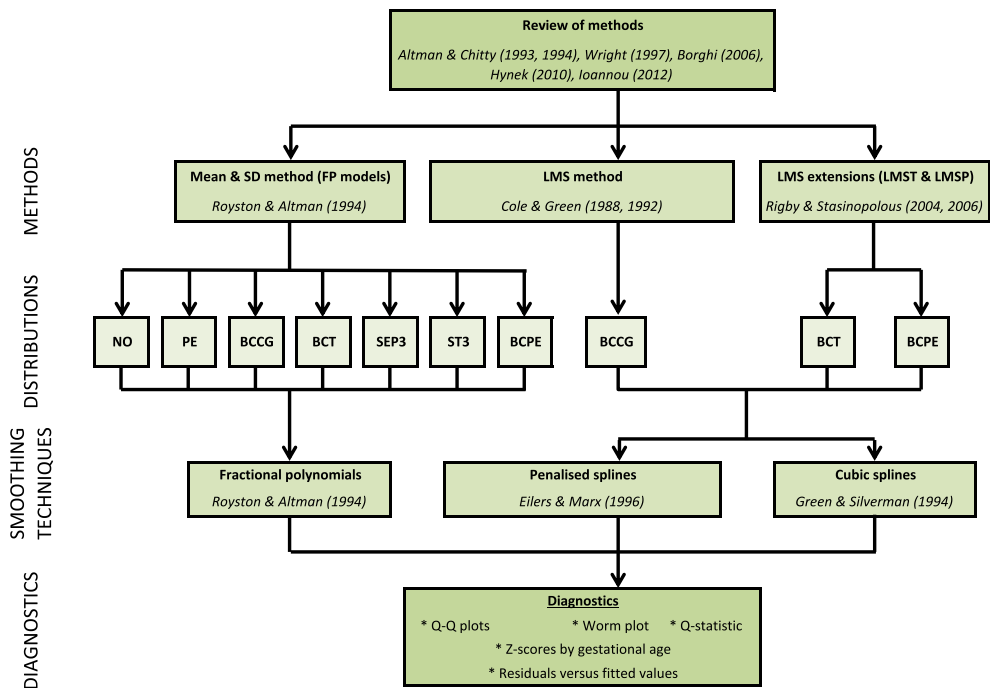 Review of methods
Altman & Chitty (1993, 1994), Wright (1997), Borghi (2006),
Hynek (2010), Ioannou (2012)
METHODS
Mean & SD method (FP models)
Royston & Altman (1994)
LMS method
Cole & Green (1988, 1992)
LMS extensions (LMST & LMSP)
Rigby & Stasinopolous (2004, 2006)
DISTRIBUTIONS
NO
PE
BCCG
BCT
SEP3
ST3
BCPE
BCCG
BCT
BCPE
SMOOTHING
TECHNIQUES
Fractional polynomials
Royston & Altman (1994)
Penalised splines
Eilers & Marx (1996)
Cubic splines
Green & Silverman (1994)
DIAGNOSTICS
Diagnostics
* Q-Q plots * Worm plot * Q-statistic
* Z-scores by gestational age
* Residuals versus fitted values